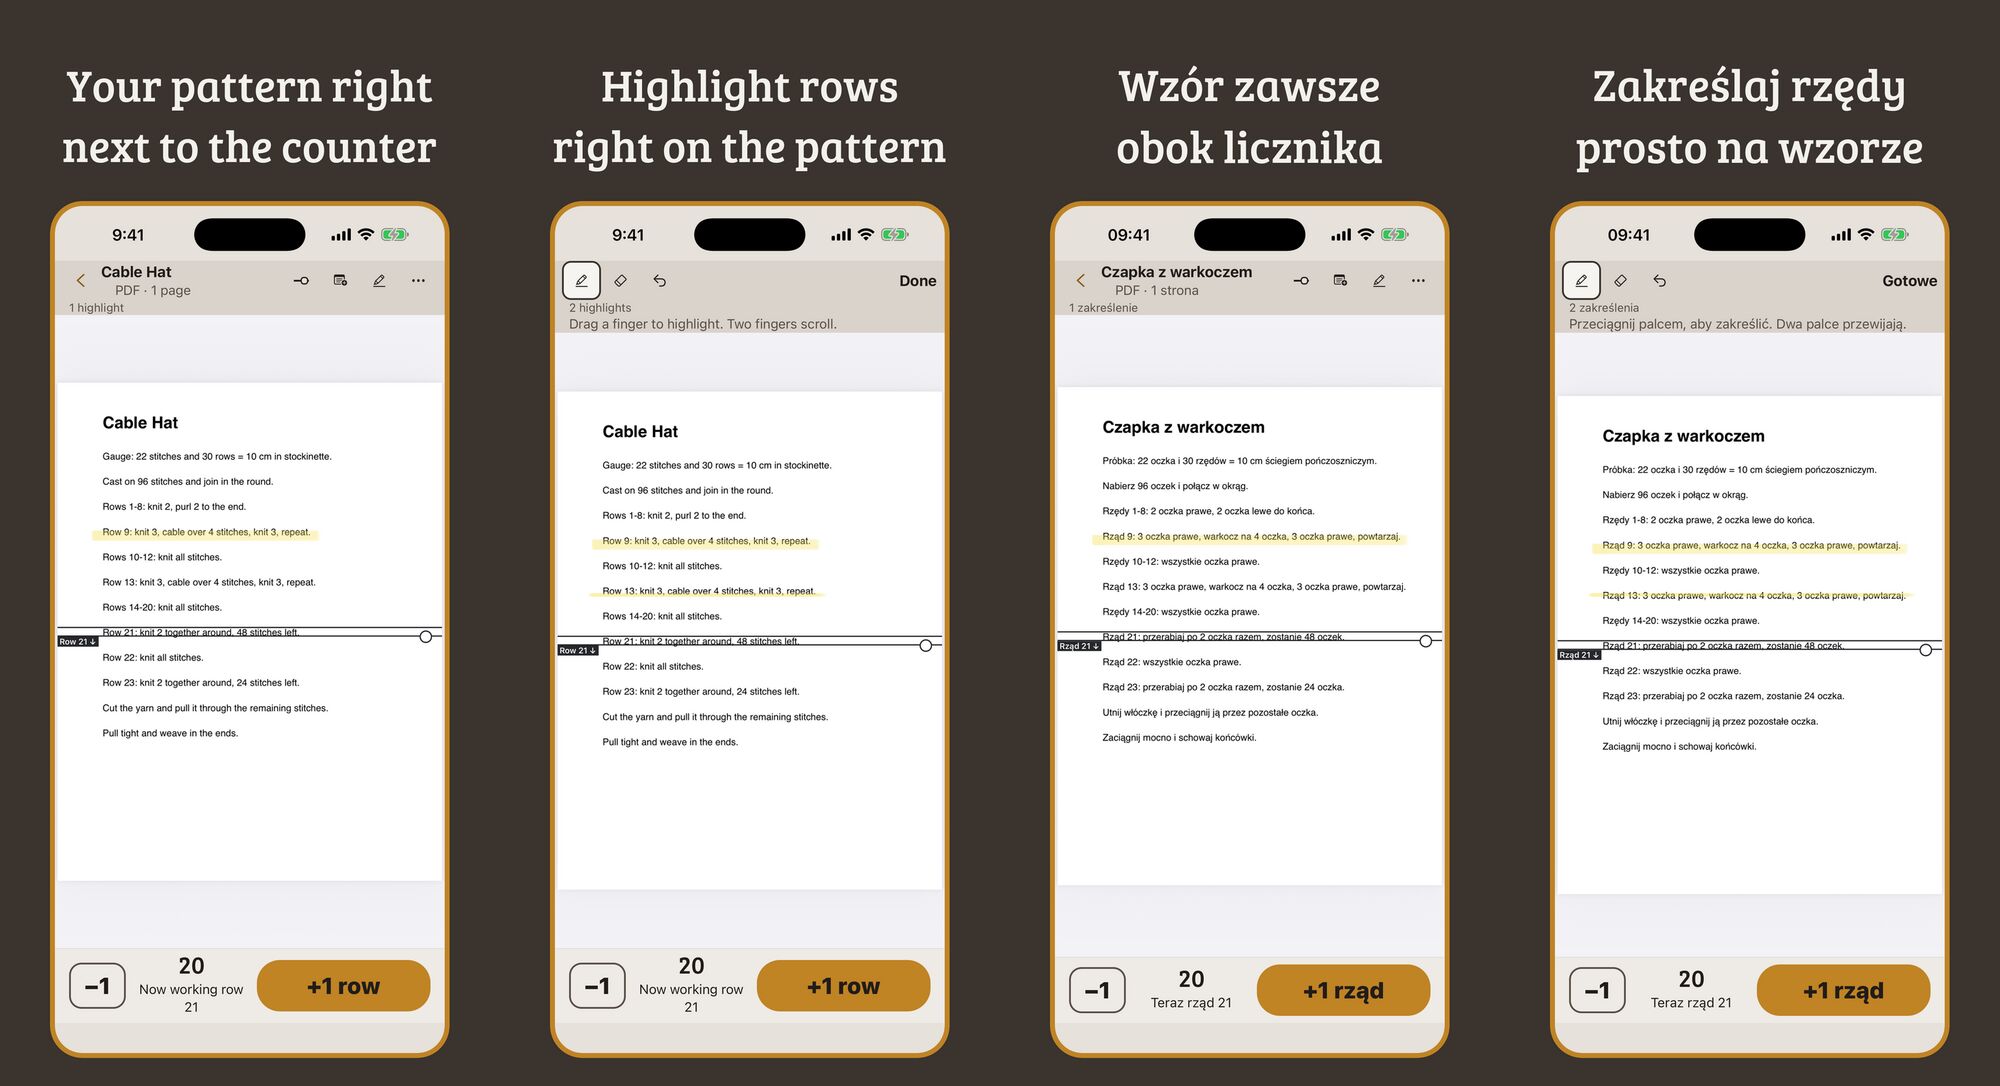 Your pattern right
next to the counter
9:41
Cable Hat
PDF · 1 page
1 highlight
Cable Hat
Gauge: 22 stitches and 30 rows = 10 cm in stockinette.
Cast on 96 stitches and join in the round.
Rows 1-8: knit 2, purl 2 to the end.
Row 9: knit 3, cable over 4 stitches, knit 3, repeat.
Rows 10-12: knit all stitches.
Row 13: knit 3, cable over 4 stitches, knit 3, repeat.
Rows 14-20: knit all stitches.
Row 21: knit 2 together around, 48 stitches left.
Row 21 ↓
Row 22: knit all stitches.
Row 23: knit 2 together around, 24 stitches left.
Cut the yarn and pull it through the remaining stitches.
Pull tight and weave in the ends.
−1
20
Now working row
21
+1 row
Highlight rows
right on the pattern
9:41
Done
2 highlights
Drag a finger to highlight. Two fingers scroll.
Cable Hat
Gauge: 22 stitches and 30 rows = 10 cm in stockinette.
Cast on 96 stitches and join in the round.
Rows 1-8: knit 2, purl 2 to the end.
Row 9: knit 3, cable over 4 stitches, knit 3, repeat.
Rows 10-12: knit all stitches.
Row 13: knit 3, cable over 4 stitches, knit 3, repeat.
Rows 14-20: knit all stitches.
Row 21: knit 2 together around, 48 stitches left.
Row 21 ↓
Row 22: knit all stitches.
Row 23: knit 2 together around, 24 stitches left.
Cut the yarn and pull it through the remaining stitches.
Pull tight and weave in the ends.
−1
20
Now working row
21
+1 row
Wzór zawsze
obok licznika
09:41
Czapka z warkoczem
PDF · 1 strona
1 zakreślenie
Czapka z warkoczem
Próbka: 22 oczka i 30 rzędów = 10 cm ściegiem pończoszniczym.
Nabierz 96 oczek i połącz w okrąg.
Rzędy 1-8: 2 oczka prawe, 2 oczka lewe do końca.
Rząd 9: 3 oczka prawe, warkocz na 4 oczka, 3 oczka prawe, powtarzaj.
Rzędy 10-12: wszystkie oczka prawe.
Rząd 13: 3 oczka prawe, warkocz na 4 oczka, 3 oczka prawe, powtarzaj.
Rzędy 14-20: wszystkie oczka prawe.
Rząd 21: przerabiaj po 2 oczka razem, zostanie 48 oczek.
Rząd 21 ↓
Rząd 22: wszystkie oczka prawe.
Rząd 23: przerabiaj po 2 oczka razem, zostanie 24 oczka.
Utnij włóczkę i przeciągnij ją przez pozostałe oczka.
Zaciągnij mocno i schowaj końcówki.
−1
20
Teraz rząd 21
+1 rząd
Zakreślaj rzędy
prosto na wzorze
09:41
Gotowe
2 zakreślenia
Przeciągnij palcem, aby zakreślić. Dwa palce przewijają.
Czapka z warkoczem
Próbka: 22 oczka i 30 rzędów = 10 cm ściegiem pończoszniczym.
Nabierz 96 oczek i połącz w okrąg.
Rzędy 1-8: 2 oczka prawe, 2 oczka lewe do końca.
Rząd 9: 3 oczka prawe, warkocz na 4 oczka, 3 oczka prawe, powtarzaj.
Rzędy 10-12: wszystkie oczka prawe.
Rząd 13: 3 oczka prawe, warkocz na 4 oczka, 3 oczka prawe, powtarzaj.
Rzędy 14-20: wszystkie oczka prawe.
Rząd 21: przerabiaj po 2 oczka razem, zostanie 48 oczek.
Rząd 21 ↓
Rząd 22: wszystkie oczka prawe.
Rząd 23: przerabiaj po 2 oczka razem, zostanie 24 oczka.
Utnij włóczkę i przeciągnij ją przez pozostałe oczka.
Zaciągnij mocno i schowaj końcówki.
−1
20
Teraz rząd 21
+1 rząd